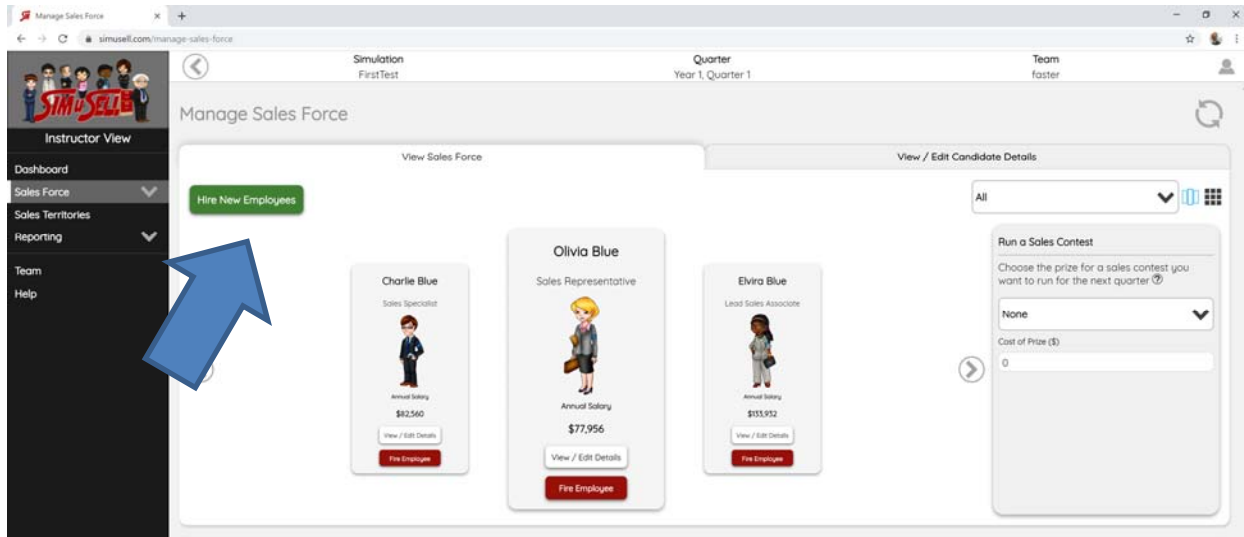 Manage Sales Force
simusell.com/manage-sales-force
SIMUSELL
Instructor View
Dashboard
Sales Force
Sales Territories
Reporting
Team
Help
Simulation
FirstTest
Quarter
Year 1, Quarter 1
Team
faster
Manage Sales Force
View Sales Force
View / Edit Candidate Details
Hire New Employees
All
Charlie Blue
Sales Specialist
Annual Salary
$82,560
View / Edit Details
Fire Employee
Olivia Blue
Sales Representative
Annual Salary
$77,956
View / Edit Details
Fire Employee
Elvira Blue
Lead Sales Associate
Annual Salary
$133,932
View / Edit Details
Fire Employee
Run a Sales Contest
Choose the prize for a sales contest you
want to run for the next quarter ?
None
Cost of Prize ($)
0